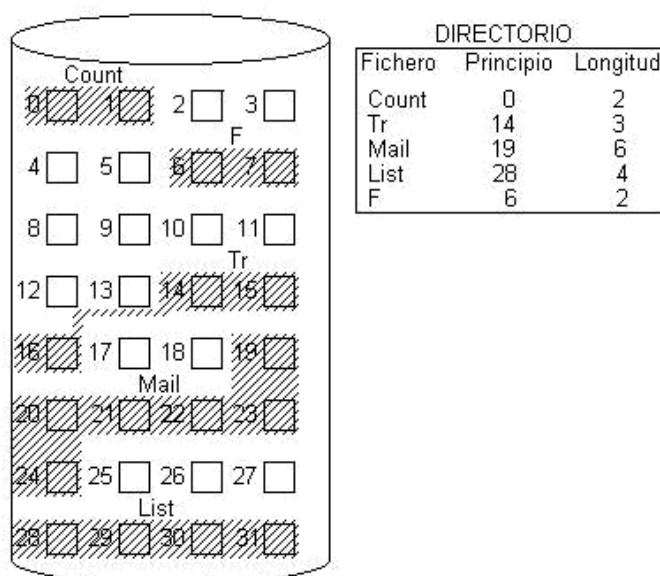 Count
0 1 2 3
F
4 5 6 7
8 9 10 11
Tr
12 13 14 15
16 17 18 19
Mail
20 21 22 23
24 25 26 27
List
28 29 30 31
DIRECTORIO
Fichero Principio Longitud
Count 0 2
Tr 14 3
Mail 19 6
List 28 4
F 6 2